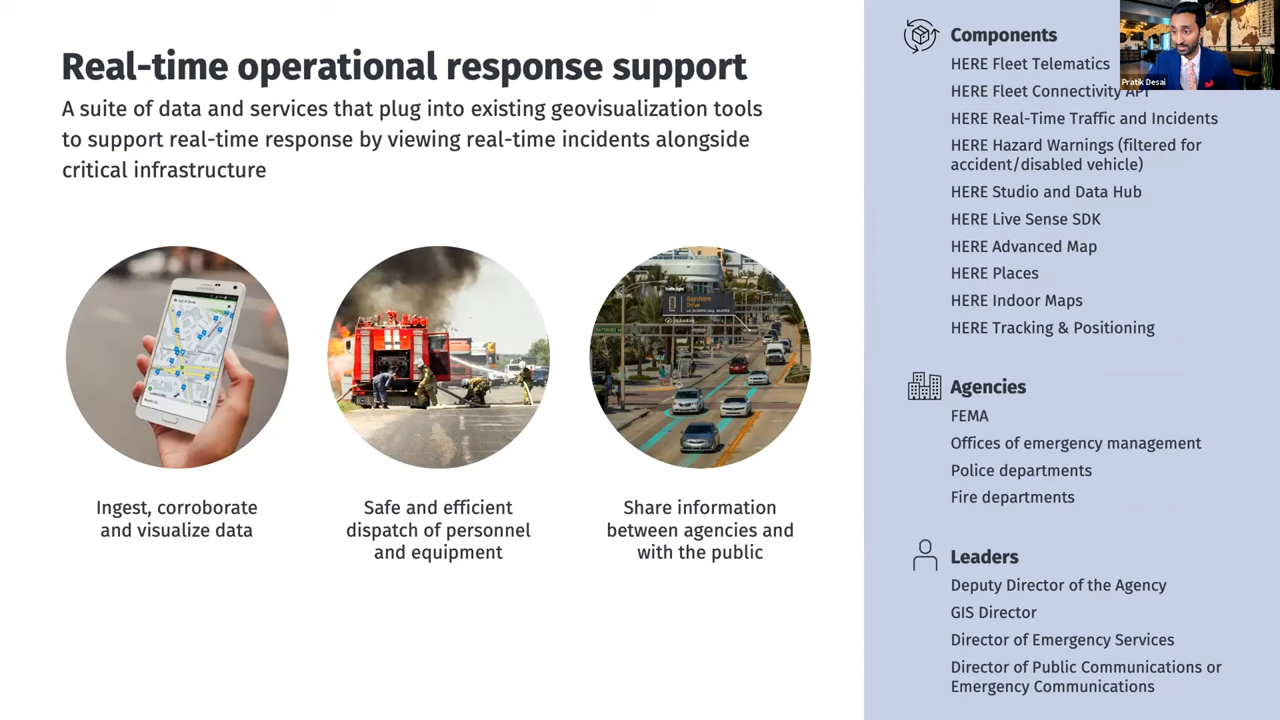 Real-time operational response support
A suite of data and services that plug into existing geovisualization tools
to support real-time response by viewing real-time incidents alongside
critical infrastructure
Ingest, corroborate
and visualize data
Safe and efficient
dispatch of personnel
and equipment
Bayshore
Drive
Share information
between agencies and
with the public
Components
HERE Fleet Telematics
HERE Fleet Connectivity API
HERE Real-Time Traffic and Incidents
HERE Hazard Warnings (filtered for
accident/disabled vehicle)
HERE Studio and Data Hub
HERE Live Sense SDK
HERE Advanced Map
HERE Places
HERE Indoor Maps
HERE Tracking & Positioning
Agencies
FEMA
Offices of emergency management
Police departments
Fire departments
Leaders
Deputy Director of the Agency
GIS Director
Director of Emergency Services
Director of Public Communications or
Emergency Communications
Pratik Desai